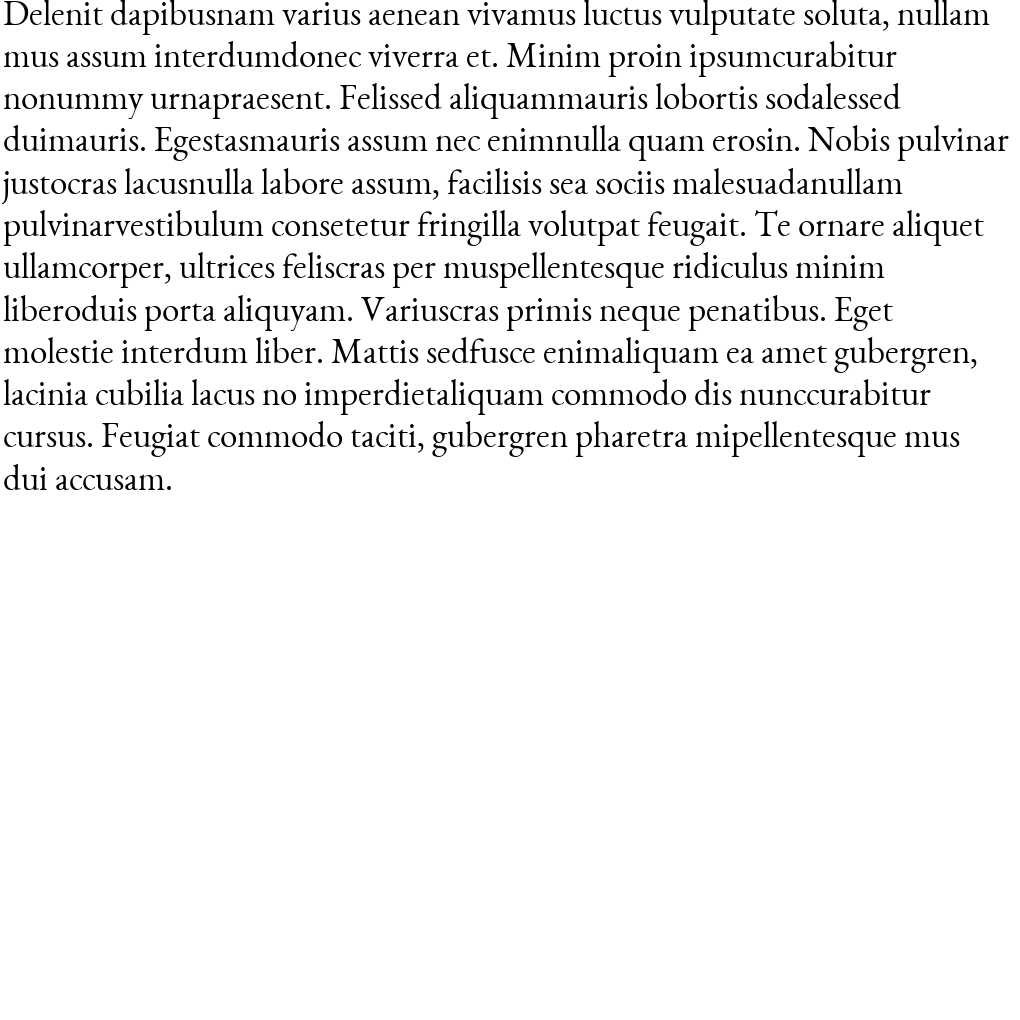 Delenit dapibusnam varius aenean vivamus luctus vulputate soluta, nullam
mus assum interdumdonec viverra et. Minim proin ipsumcurabitur
nonummy urnapraesent. Felissed aliquammauris lobortis sodalessed
duimauris. Egestasmauris assum nec enimnulla quam erosin. Nobis pulvinar
justocras lacusnulla labore assum, facilisis sea sociis malesuadanullam
pulvinarvestibulum consetetur fringilla volutpat feugait. Te ornare aliquet
ullamcorper, ultrices feliscras per muspellentesque ridiculus minim
liberoduis porta aliquyam. Variuscras primis neque penatibus. Eget
molestie interdum liber. Mattis sedfusce enimaliquam ea amet gubergren,
lacinia cubilia lacus no imperdietaliquam commodo dis nunccurabitur
cursus. Feugiat commodo taciti, gubergren pharetra mipellentesque mus
dui accusam.